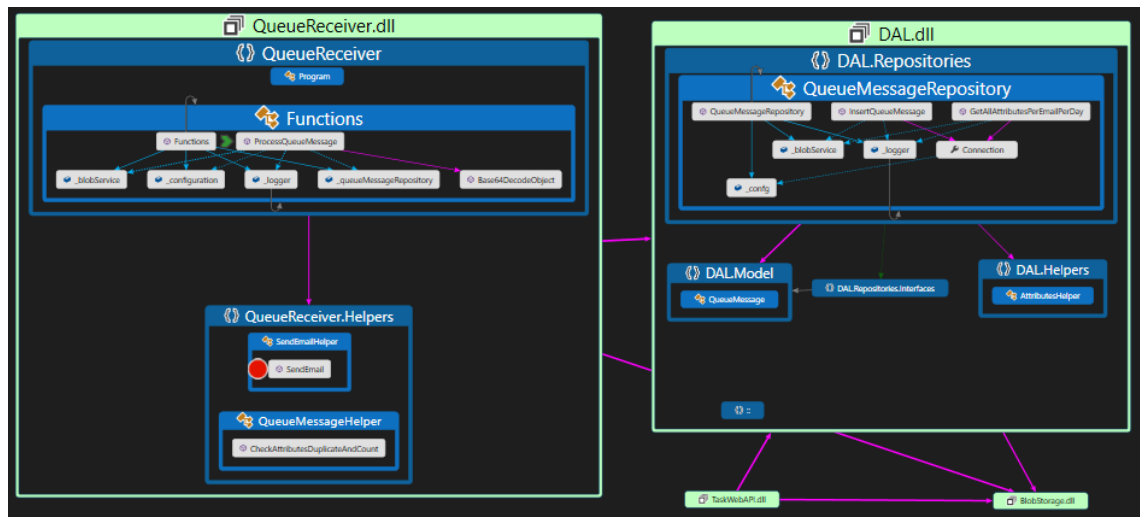 QueueReceiver.dll
QueueReceiver
Program
Functions
Functions
ProcessQueueMessage
_blobService
_configuration
_logger
_queueMessageRepository
Base64DecodeObject
QueueReceiver.Helpers
SendEmailHelper
SendEmail
QueueMessageHelper
CheckAttributesDuplicateAndCount
DAL.dll
DAL.Repositories
QueueMessageRepository
QueueMessageRepository
InsertQueueMessage
GetAllAttributesPerEmailPerDay
_blobService
_logger
Connection
_confg
DAL.Model
QueueMessage
DAL.Repositories.Interfaces
DAL.Helpers
AttributesHelper
::
TaskWebAPI.dll
BlobStorage.dll